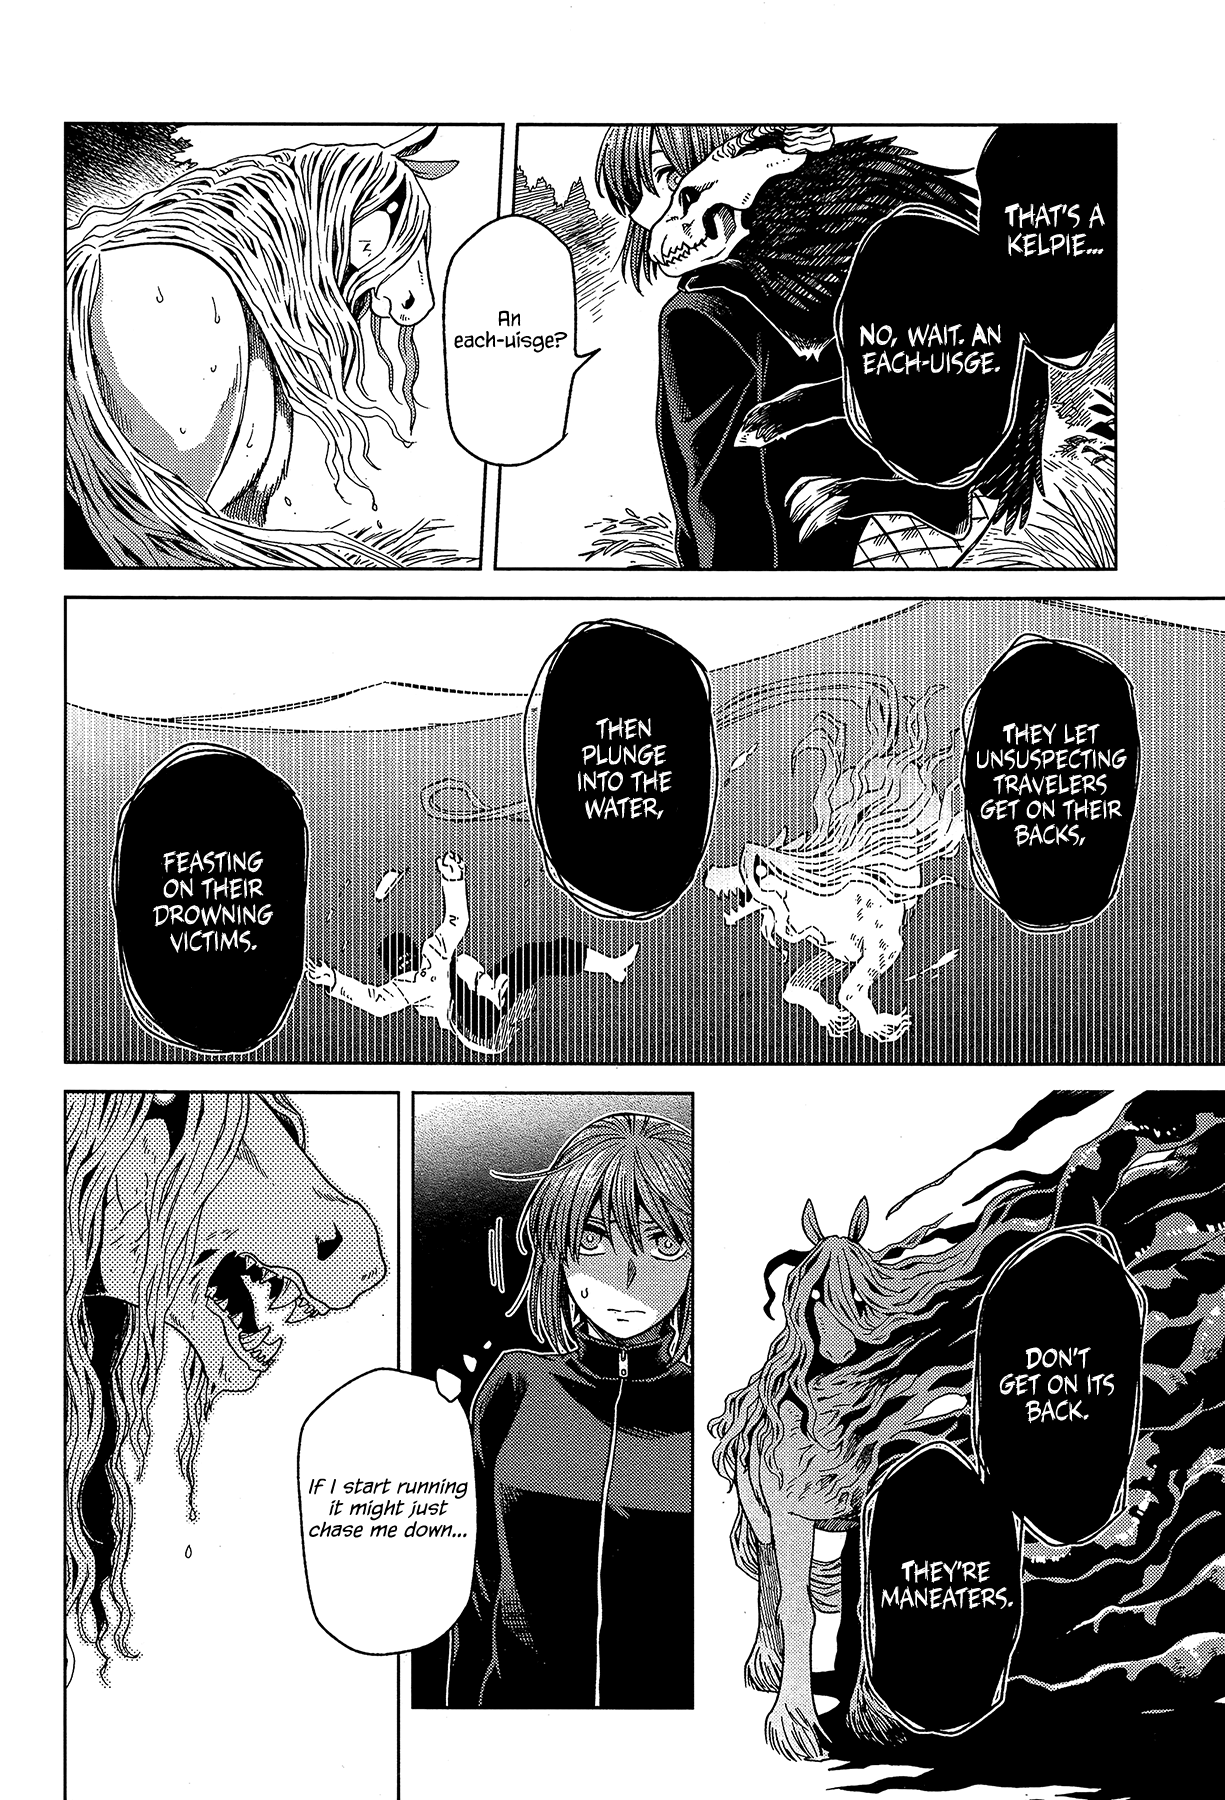 THAT'S A
KELPIE...
NO, WAIT. AN
EACH-UISGE.
An
each-uisge?
THEY LET
UNSUSPECTING
TRAVELERS
GET ON THEIR
BACKS,
THEN
PLUNGE
INTO THE
WATER,
FEASTING
ON THEIR
DROWNING
VICTIMS.
DON'T
GET ON ITS
BACK.
THEY'RE
MANEATERS.
If I start running
it might just
chase me down...